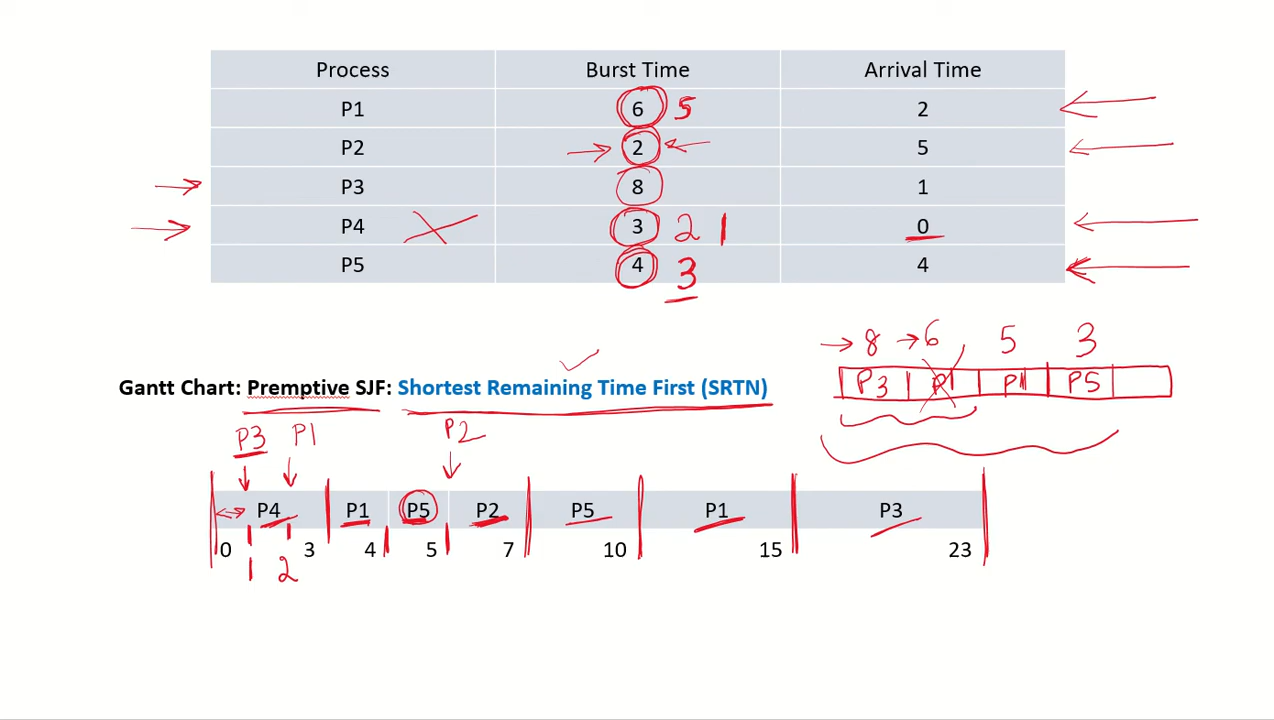 Process Burst Time Arrival Time
P1 6 5 2
P2 2 5
P3 8 1
P4 3 2 1 0
P5 4 3 4
8 6 5 3
P3 P1 P1 P5
Gantt Chart: Premptive SJF: Shortest Remaining Time First (SRTN)
P3 P1 P2
P4 P1 P5 P2 P5 P1 P3
0 3 4 5 7 10 15 23
1 2